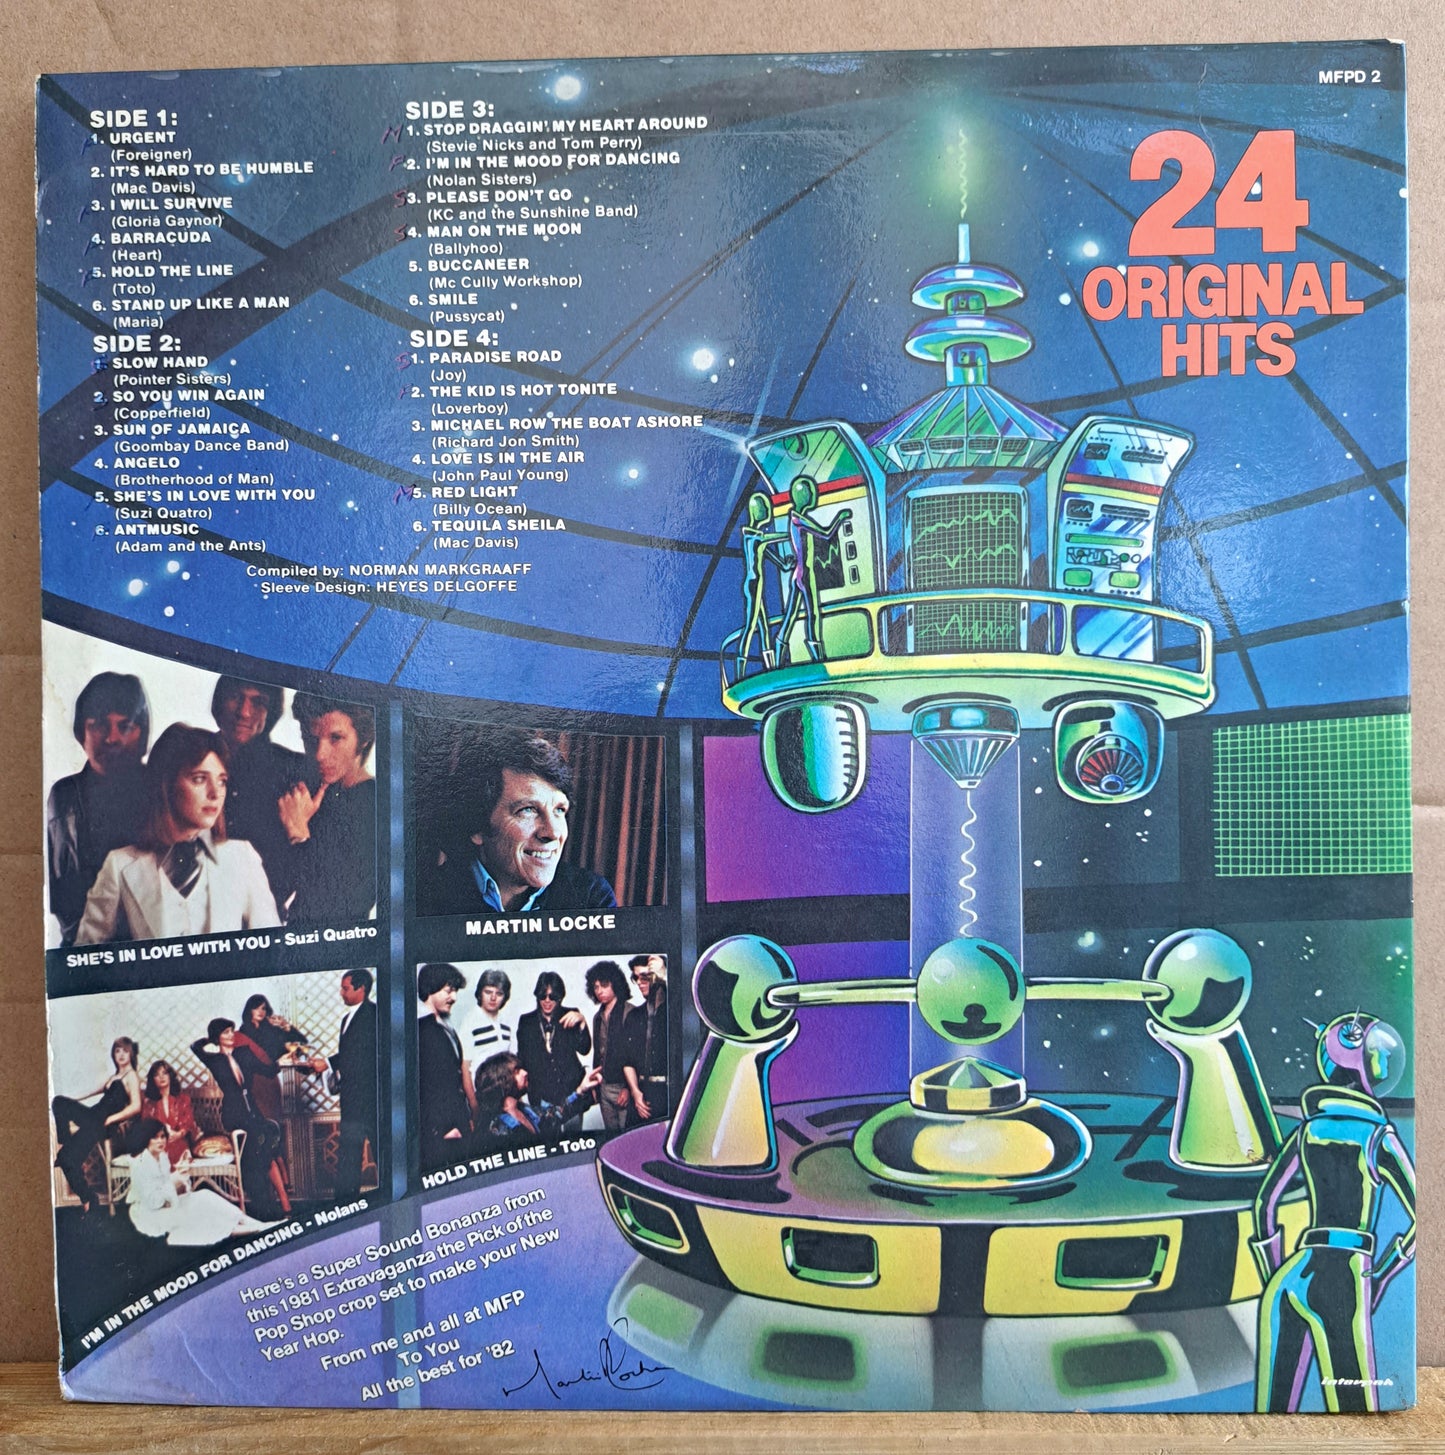 MFPD 2
24
ORIGINAL
HITS
SIDE 1:
1. URGENT
(Foreigner)
2. IT'S HARD TO BE HUMBLE
(Mac Davis)
3. I WILL SURVIVE
(Gloria Gaynor)
4. BARRACUDA
(Heart)
5. HOLD THE LINE
(Toto)
6. STAND UP LIKE A MAN
(Maria)
SIDE 2:
SLOW HAND
(Pointer Sisters)
2. SO YOU WIN AGAIN
(Copperfield)
3. SUN OF JAMAICA
(Goombay Dance Band)
4. ANGELO
(Brotherhood of Man)
5. SHE'S IN LOVE WITH YOU
(Suzi Quatro)
6. ANTMUSIC
(Adam and the Ants)
SIDE 3:
1. STOP DRAGGIN' MY HEART AROUND
(Stevie Nicks and Tom Perry)
2. I'M IN THE MOOD FOR DANCING
(Nolan Sisters)
3. PLEASE DON'T GO
(KC and the Sunshine Band)
4. MAN ON THE MOON
(Ballyhoo)
5. BUCCANEER
(Mc Cully Workshop)
6. SMILE
(Pussycat)
SIDE 4:
1. PARADISE ROAD
(Joy)
2. THE KID IS HOT TONITE
(Loverboy)
3. MICHAEL ROW THE BOAT ASHORE
(Richard Jon Smith)
4. LOVE IS IN THE AIR
(John Paul Young)
5. RED LIGHT
(Billy Ocean)
6. TEQUILA SHEILA
(Mac Davis)
Compiled by: NORMAN MARKGRAAFF
Sleeve Design: HEYES DELGOFFE
SHE'S IN LOVE WITH YOU - Suzi Quatro
MARTIN LOCKE
I'M IN THE MOOD FOR DANCING - Nolans
HOLD THE LINE - Toto
Here's a Super Sound Bonanza from
this 1981 Extravaganza the Pick of the
Pop Shop crop set to make your New
Year Hop.
From me and all at MFP
To You
All the best for '82
Martin Locke
interpak